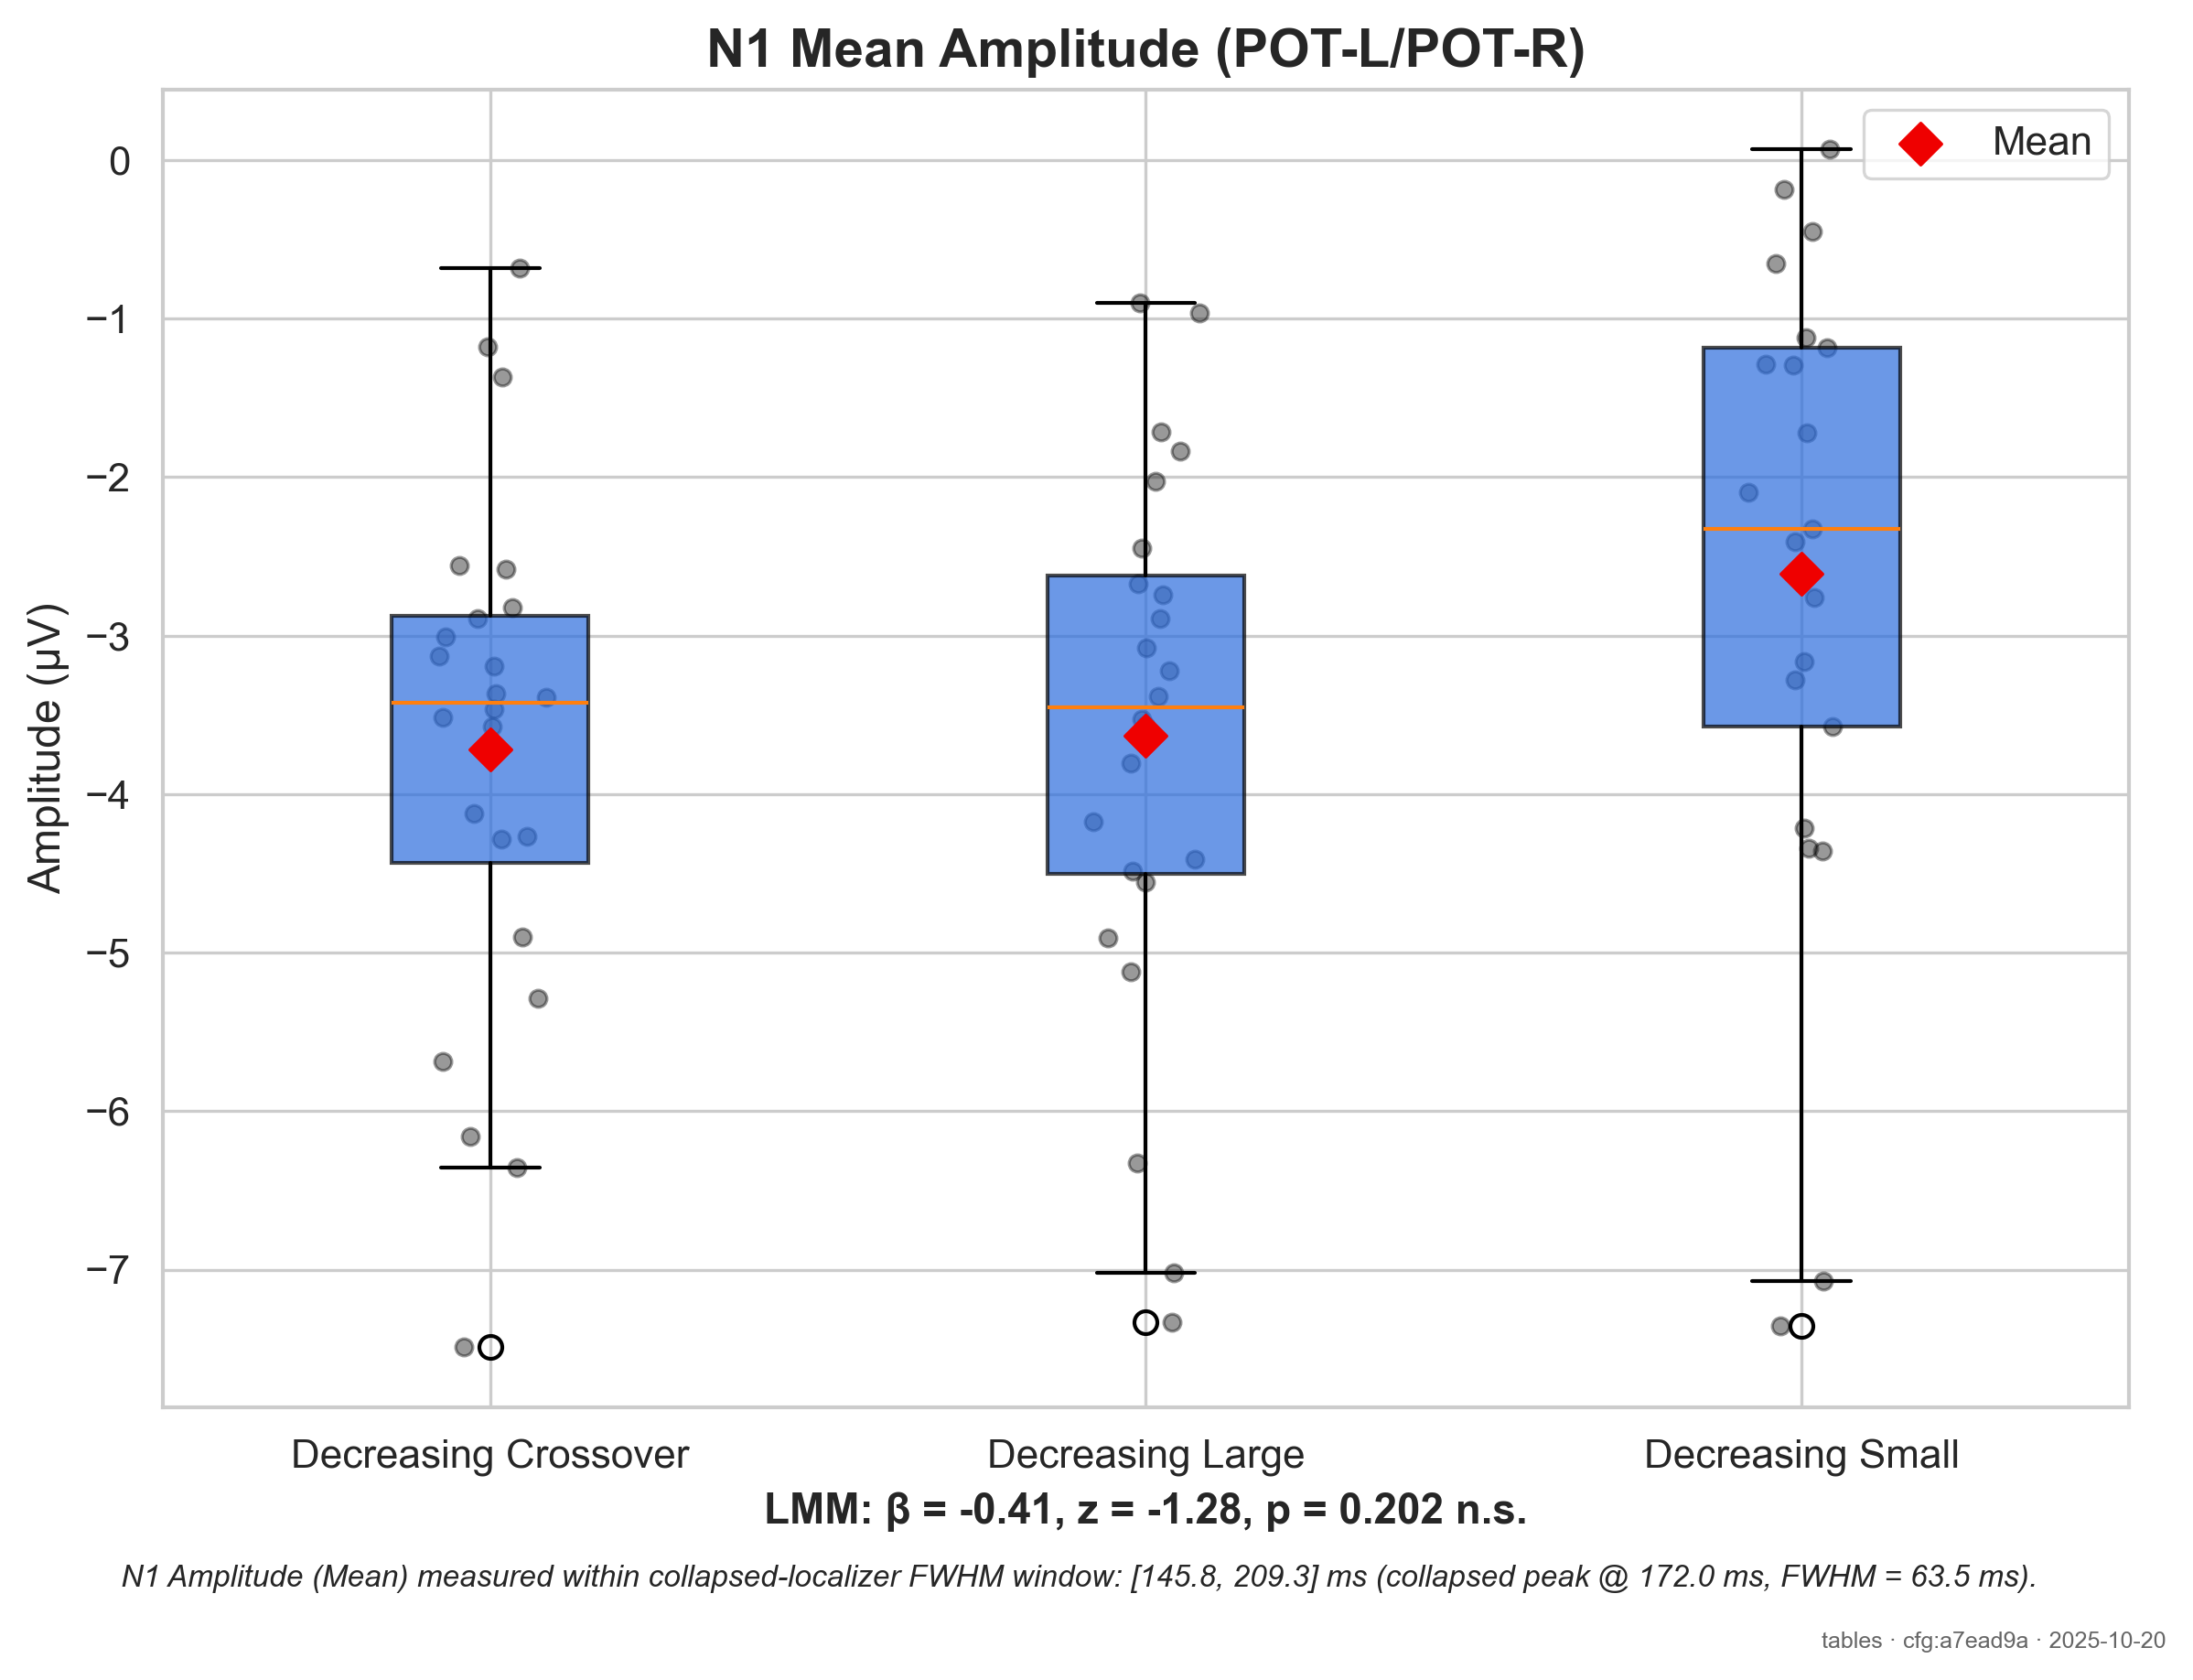 N1 Mean Amplitude (POT-L/POT-R)
Mean
Amplitude (µV)
0
−1
−2
−3
−4
−5
−6
−7
Decreasing Crossover
Decreasing Large
Decreasing Small
LMM: β = -0.41, z = -1.28, p = 0.202 n.s.
N1 Amplitude (Mean) measured within collapsed-localizer FWHM window: [145.8, 209.3] ms (collapsed peak @ 172.0 ms, FWHM = 63.5 ms).
tables · cfg:a7ead9a · 2025-10-20